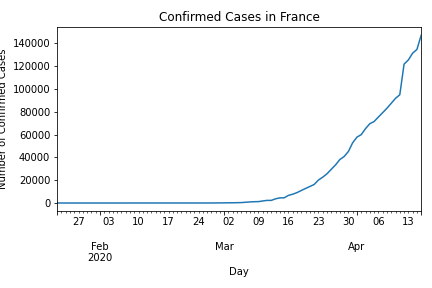 Confirmed Cases in France
Number of Confirmed Cases
140000
120000
100000
80000
60000
40000
20000
0
27 03 10 17 24 02 09 16 23 30 06 13
Feb Mar Apr
2020
Day